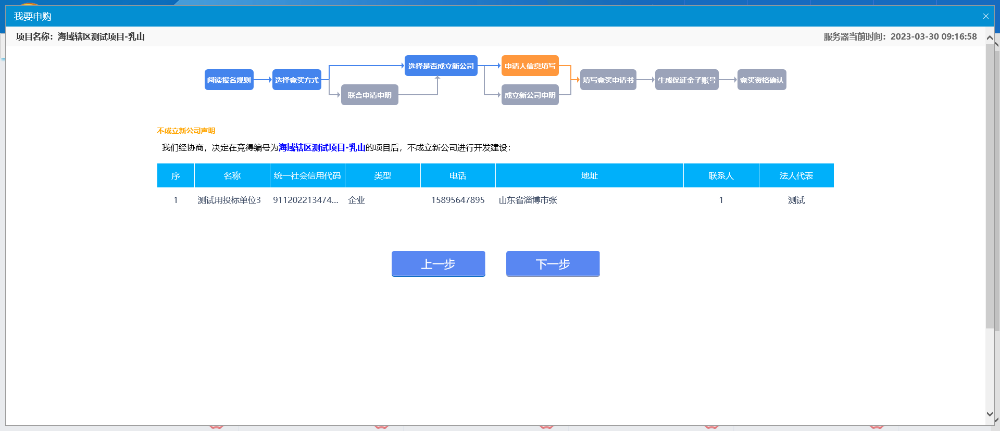 我要申购
项目名称：海域辖区测试项目-乳山
服务器当前时间：2023-03-30 09:16:58
阅读报名规则
选择竞买方式
选择是否成立新公司
联合申请申明
申请人信息填写
成立新公司申明
填写竞买申请书
生成保证金子账号
竞买资格确认
不成立新公司声明
我们经协商，决定在竞得编号为海域辖区测试项目-乳山的项目后，不成立新公司进行开发建设：
序 名称 统一社会信用代码 类型 电话 地址 联系人 法人代表
1 测试用投标单位3 911202213474... 企业 15895647895 山东省淄博市张 1 测试
上一步 下一步